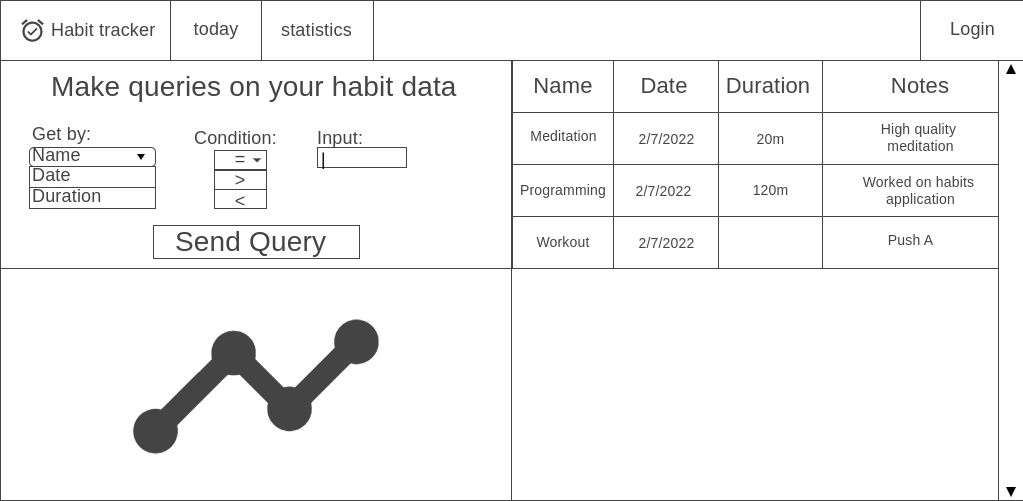 Habit tracker
today
statistics
Login
Make queries on your habit data
Get by:
Name
Date
Duration
Condition:
=
>
<
Input:
Send Query
Name Date Duration Notes
Meditation 2/7/2022 20m High quality
meditation
Programming 2/7/2022 120m Worked on habits
application
Workout 2/7/2022 Push A